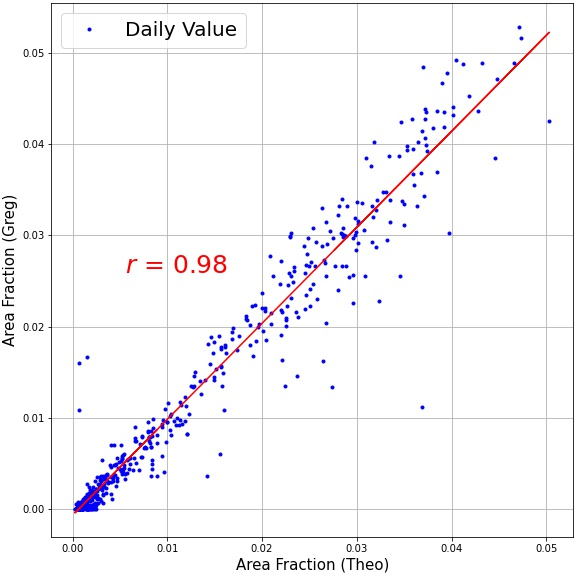 Daily Value
0.05
0.04
0.03
0.02
0.01
0.00
Area Fraction (Greg)
r = 0.98
0.00 0.01 0.02 0.03 0.04 0.05
Area Fraction (Theo)